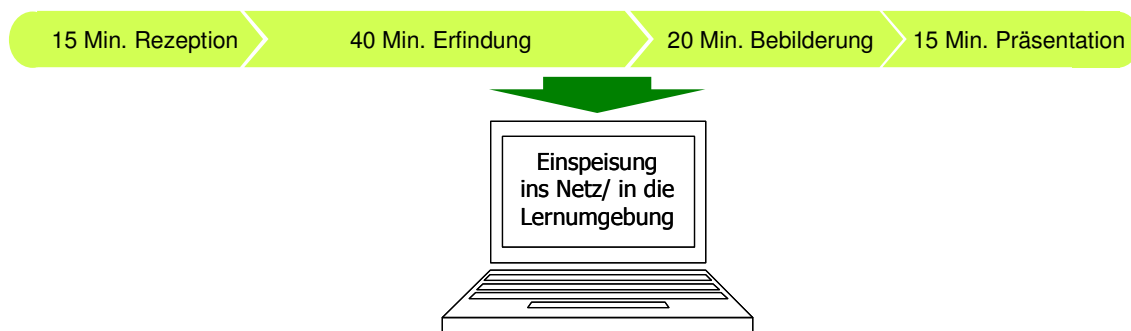 15 Min. Rezeption 40 Min. Erfindung 20 Min. Bebilderung 15 Min. Präsentation
Einspeisung
ins Netz/ in die
Lernumgebung